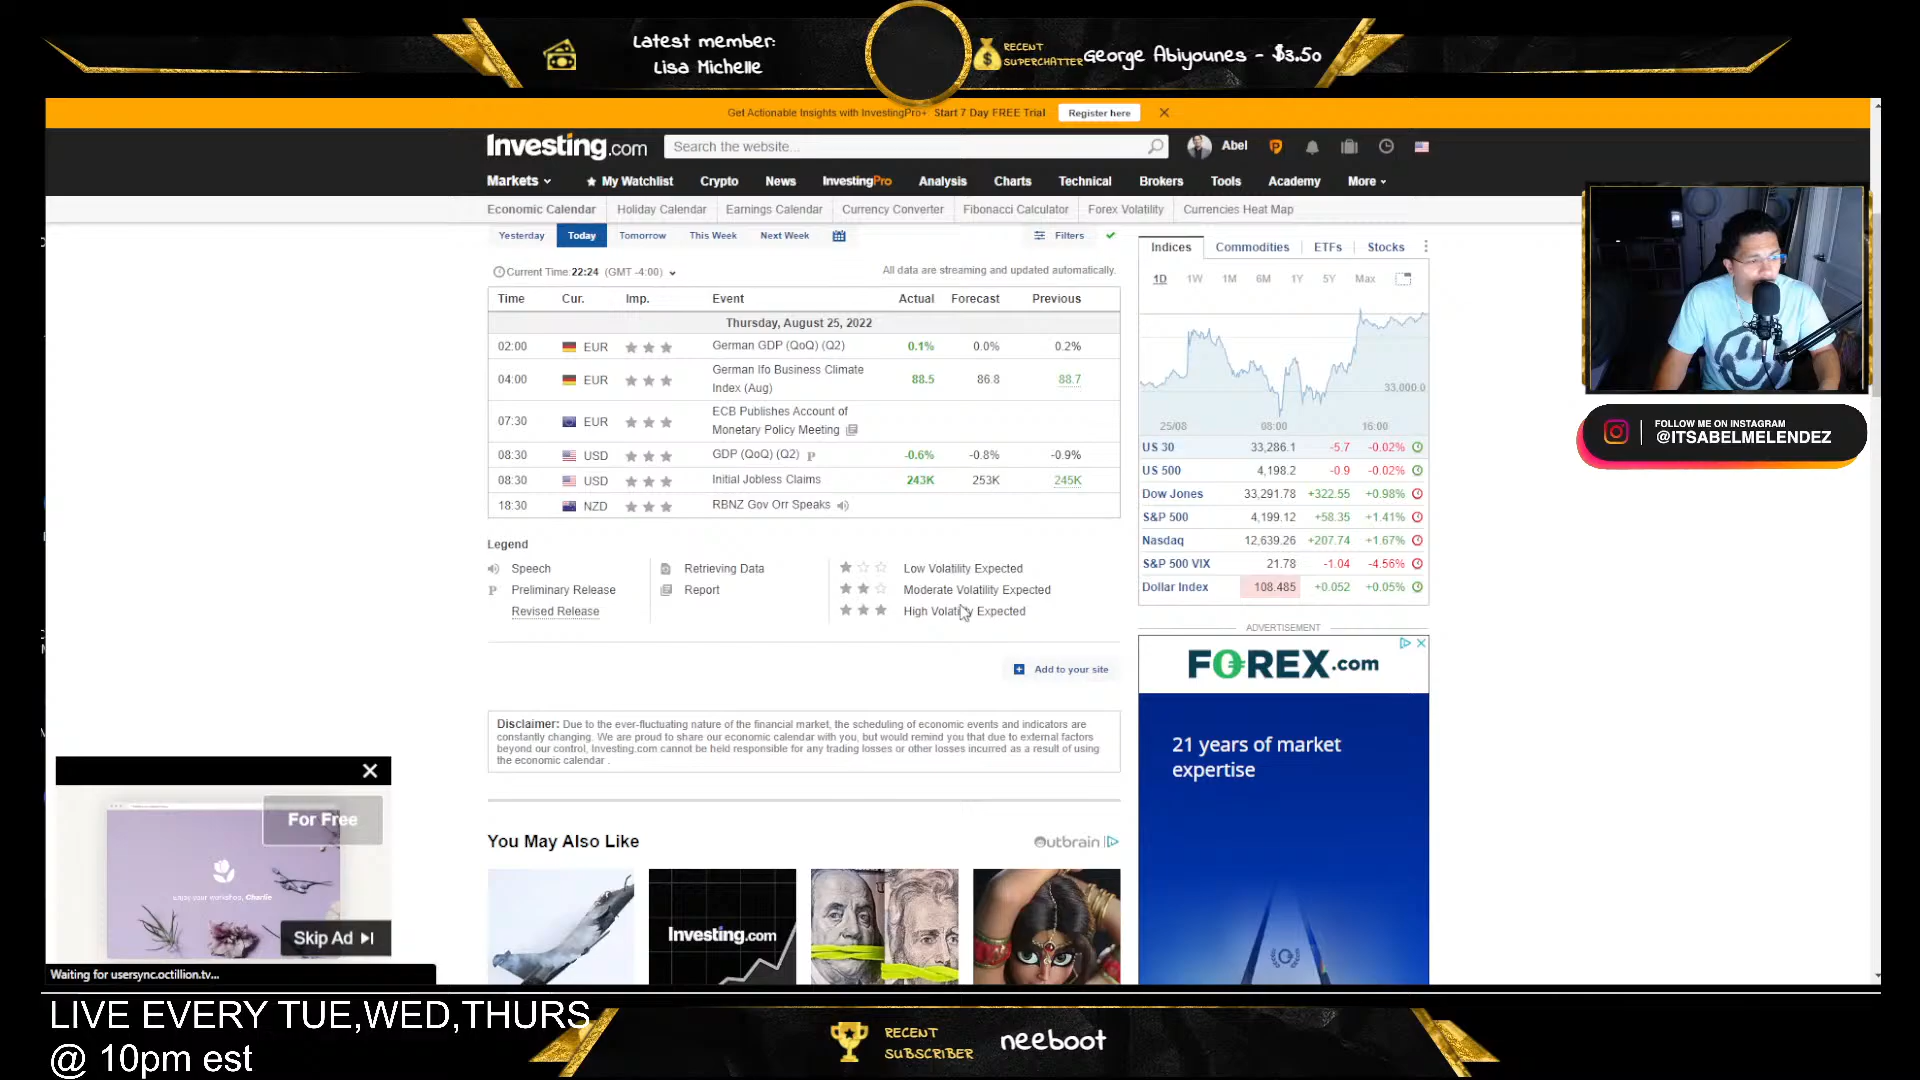 Latest member:
Lisa Michelle
RECENT
SUPERCHATTER
George Abiyounes - $3.50
Get Actionable Insights with InvestingPro+ Start 7 Day FREE Trial Register here
Investing.com Search the website... Abel
Markets My Watchlist Crypto News InvestingPro Analysis Charts Technical Brokers Tools Academy More
Economic Calendar Holiday Calendar Earnings Calendar Currency Converter Fibonacci Calculator Forex Volatility Currencies Heat Map
Yesterday Today Tomorrow This Week Next Week Filters
Current Time: 22:24 (GMT -4:00) All data are streaming and updated automatically.
Time Cur. Imp. Event Actual Forecast Previous
Thursday, August 25, 2022
02:00 EUR German GDP (QoQ) (Q2) 0.1% 0.0% 0.2%
04:00 EUR German Ifo Business Climate
Index (Aug) 88.5 86.8 88.7
07:30 EUR ECB Publishes Account of
Monetary Policy Meeting
08:30 USD GDP (QoQ) (Q2) P -0.6% -0.8% -0.9%
08:30 USD Initial Jobless Claims 243K 253K 245K
18:30 NZD RBNZ Gov Orr Speaks
Legend
Speech Retrieving Data Low Volatility Expected
P Preliminary Release Report Moderate Volatility Expected
Revised Release High Volatility Expected
Add to your site
Disclaimer: Due to the ever-fluctuating nature of the financial market, the scheduling of economic events and indicators are
constantly changing. We are proud to share our economic calendar with you, but would remind you that due to external factors
beyond our control, Investing.com cannot be held responsible for any trading losses or other losses incurred as a result of using
the economic calendar .
You May Also Like
Outbrain
Investing.com
Indices Commodities ETFs Stocks
1D 1W 1M 6M 1Y 5Y Max
33,000.0
25/08 08:00 16:00
US 30 33,286.1 -5.7 -0.02%
US 500 4,198.2 -0.9 -0.02%
Dow Jones 33,291.78 +322.55 +0.98%
S&P 500 4,199.12 +58.35 +1.41%
Nasdaq 12,639.26 +207.74 +1.67%
S&P 500 VIX 21.78 -1.04 -4.56%
Dollar Index 108.485 +0.052 +0.05%
ADVERTISEMENT
FOREX.com
21 years of market
expertise
FOLLOW ME ON INSTAGRAM
@ITSABELMELENDEZ
For Free
Enjoy your workshop, Charlie
Skip Ad
Waiting for usersync.octillion.tv...
LIVE EVERY TUE,WED,THURS
@ 10pm est
RECENT
SUBSCRIBER
neeboot